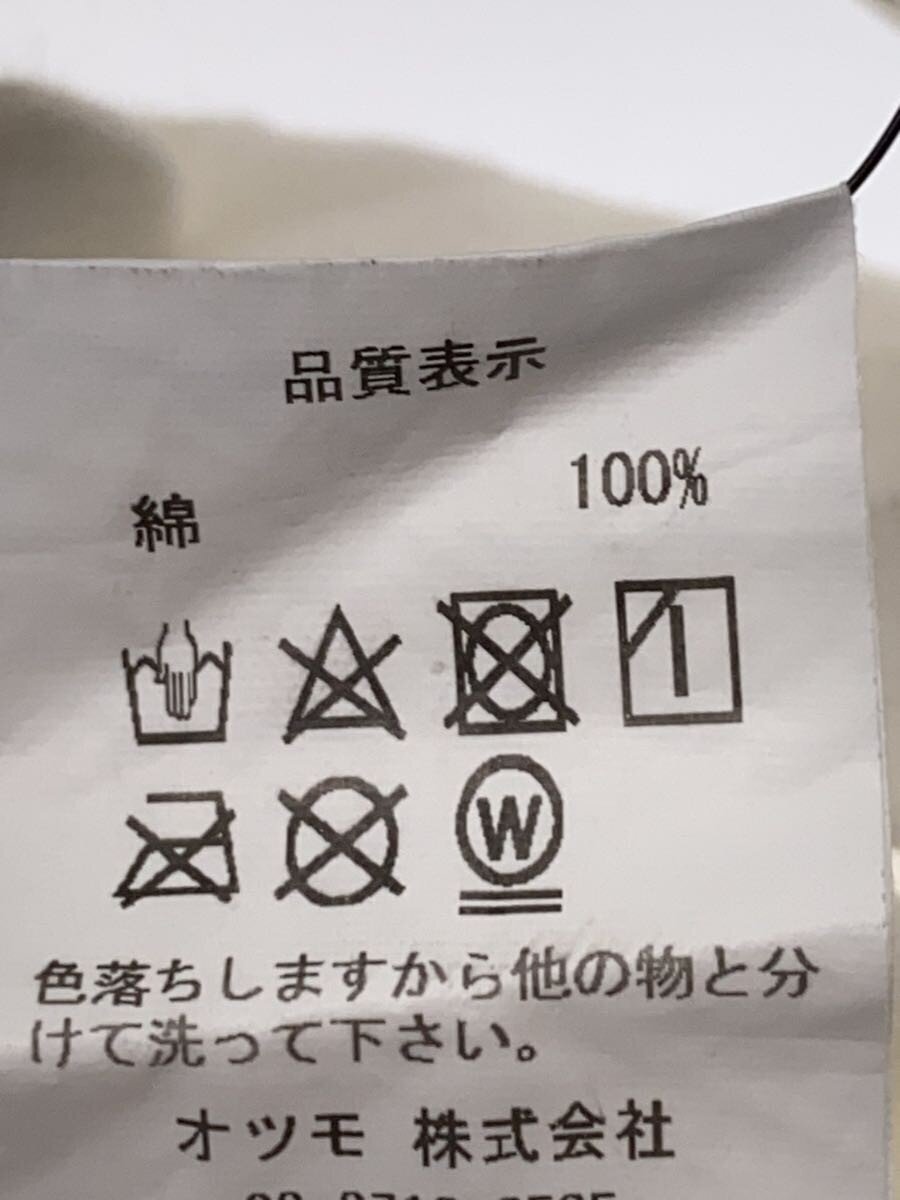 品質表示
綿 100%
W
色落ちしますから他の物と分
けて洗って下さい。
オツモ 株式会社